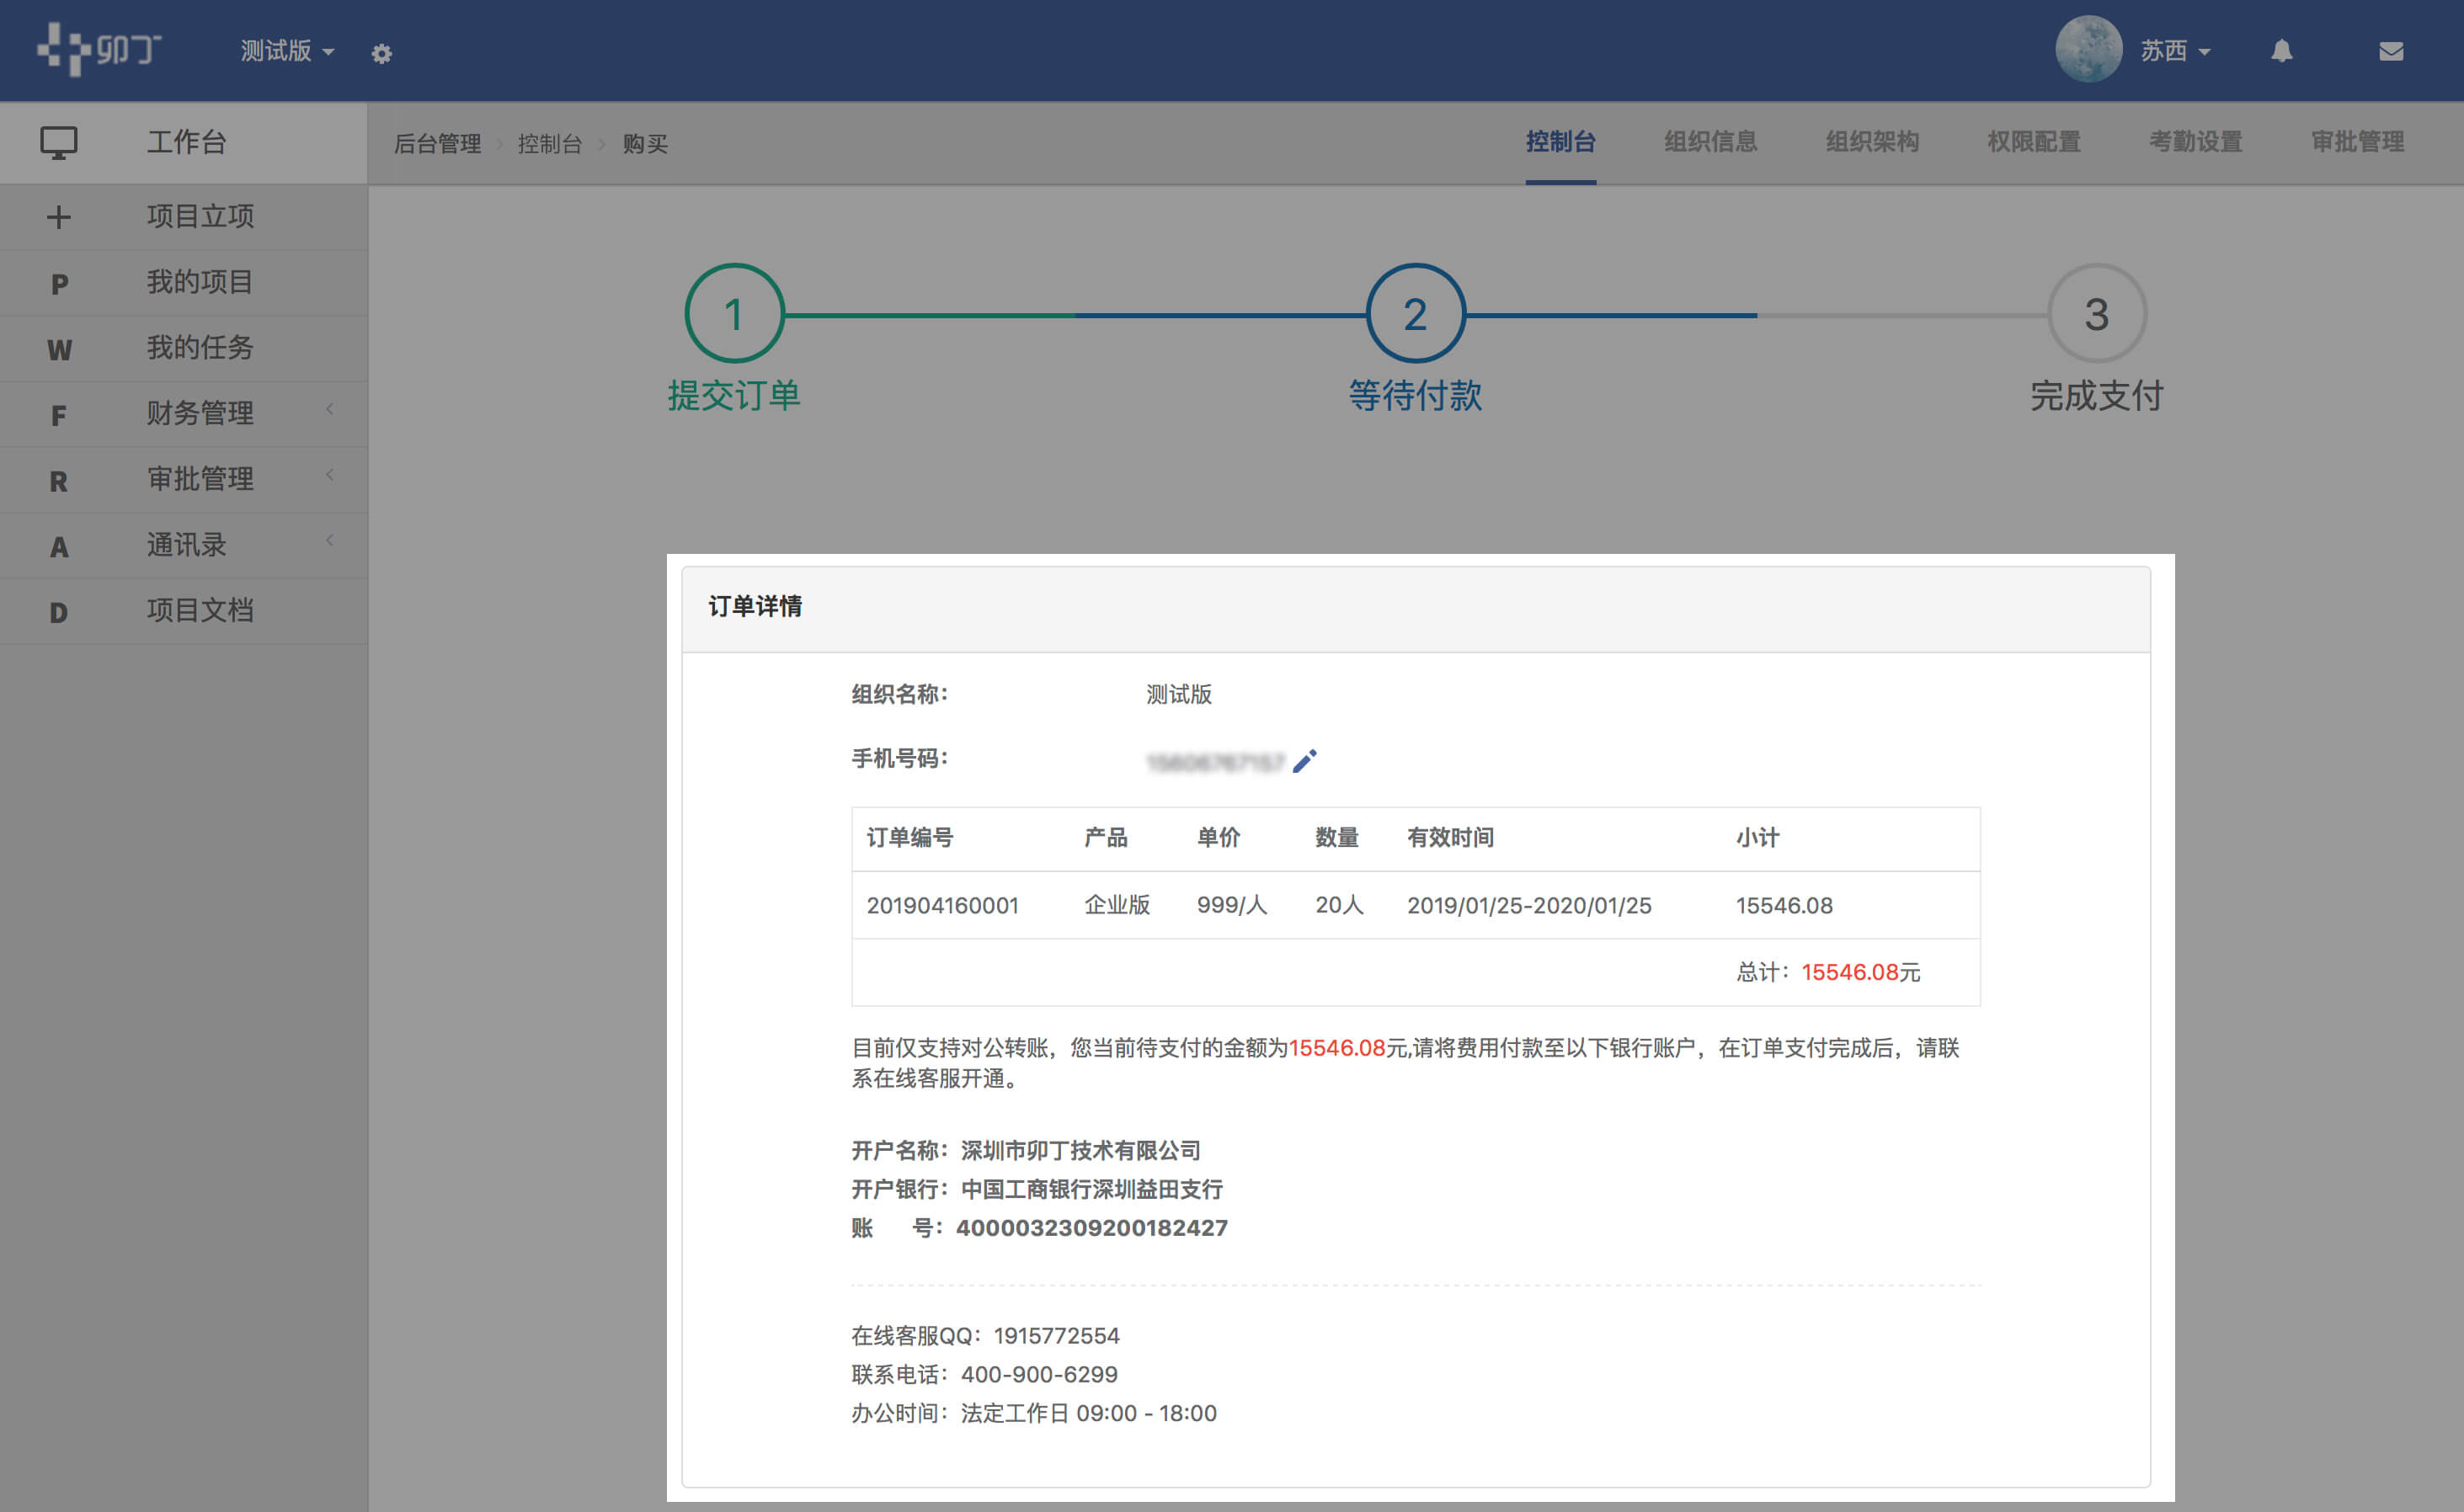 卯丁
测试版
苏西
工作台
后台管理 > 控制台 > 购买
控制台 组织信息 组织架构 权限配置 考勤设置 审批管理
+ 项目立项
P 我的项目
W 我的任务
F 财务管理
R 审批管理
A 通讯录
D 项目文档
1 2 3
提交订单 等待付款 完成支付
订单详情
组织名称： 测试版
手机号码：
订单编号 产品 单价 数量 有效时间 小计
201904160001 企业版 999/人 20人 2019/01/25-2020/01/25 15546.08
总计：15546.08元
目前仅支持对公转账，您当前待支付的金额为15546.08元,请将费用付款至以下银行账户，在订单支付完成后，请联
系在线客服开通。
开户名称：深圳市卯丁技术有限公司
开户银行：中国工商银行深圳益田支行
账 号：4000032309200182427
在线客服QQ：1915772554
联系电话：400-900-6299
办公时间：法定工作日 09:00 - 18:00